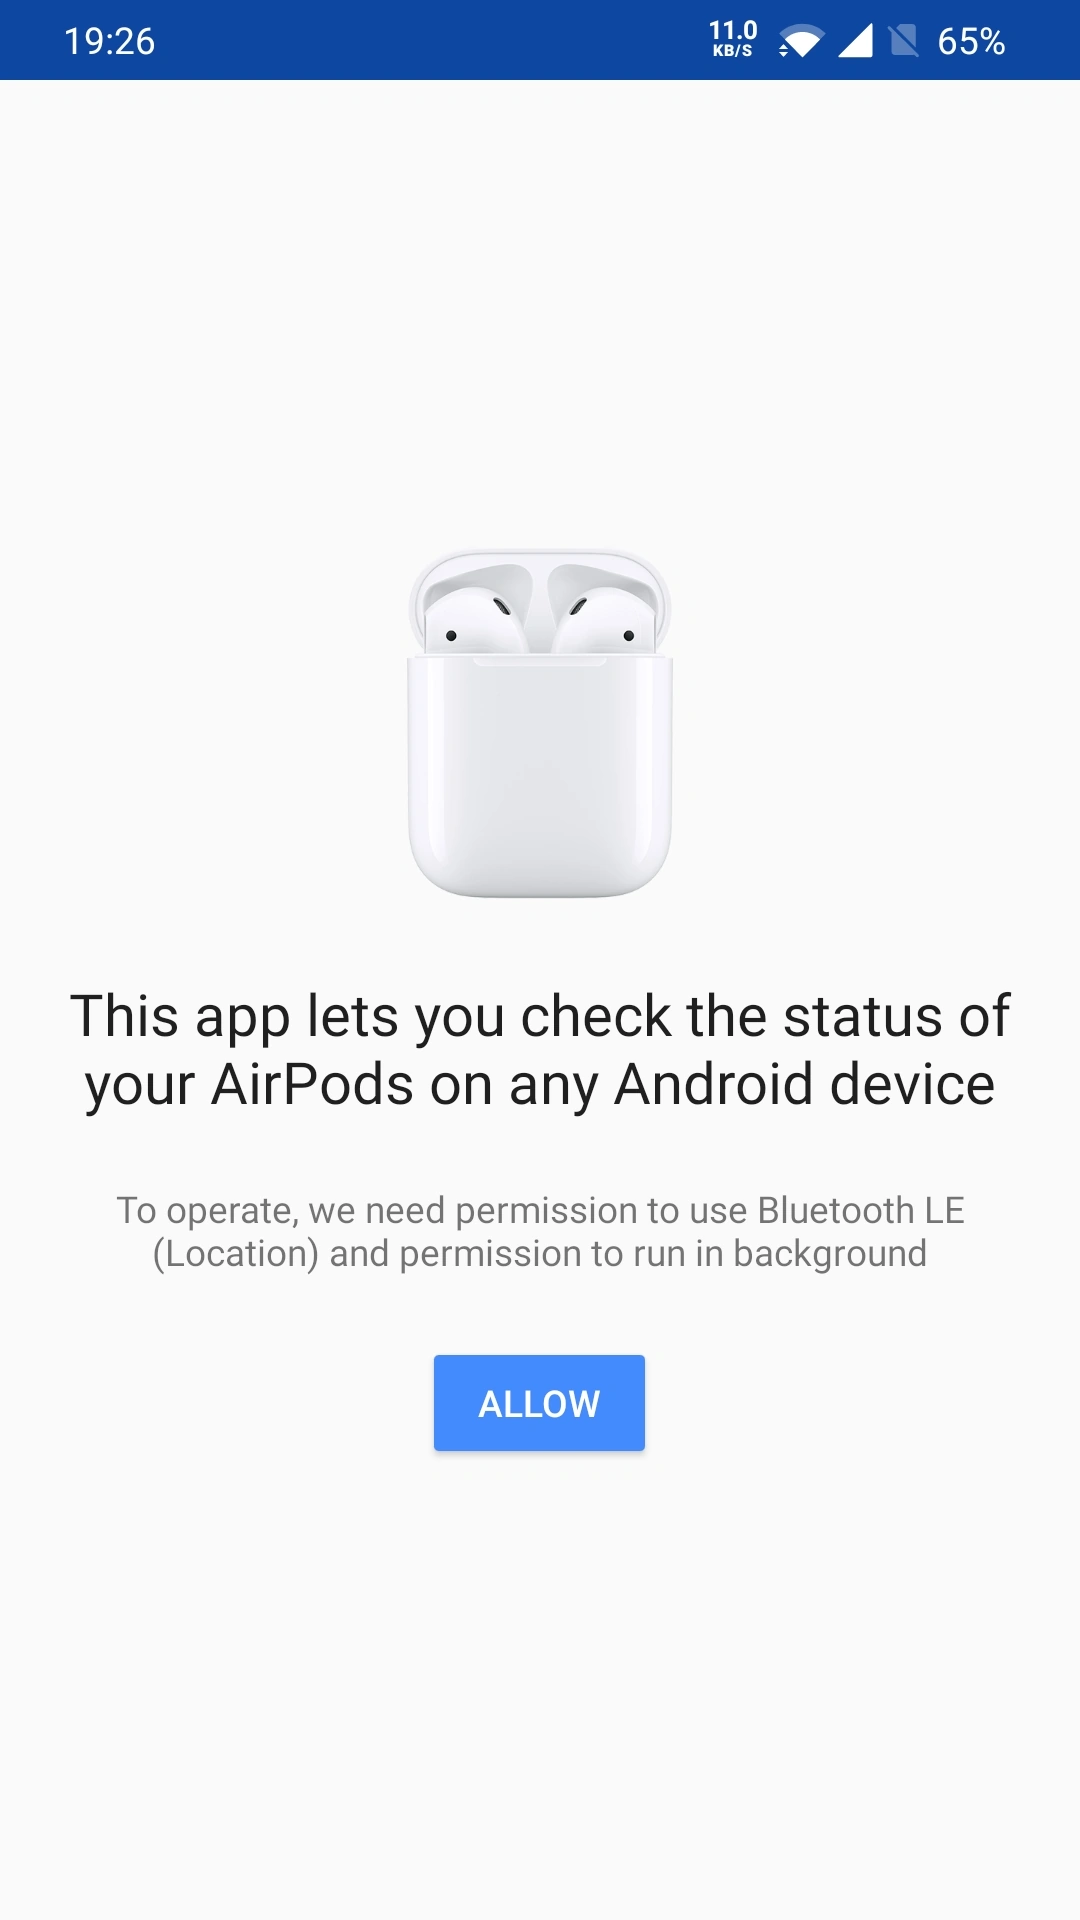 19:26
11.0
KB/S
65%
This app lets you check the status of
your AirPods on any Android device
To operate, we need permission to use Bluetooth LE
(Location) and permission to run in background
ALLOW